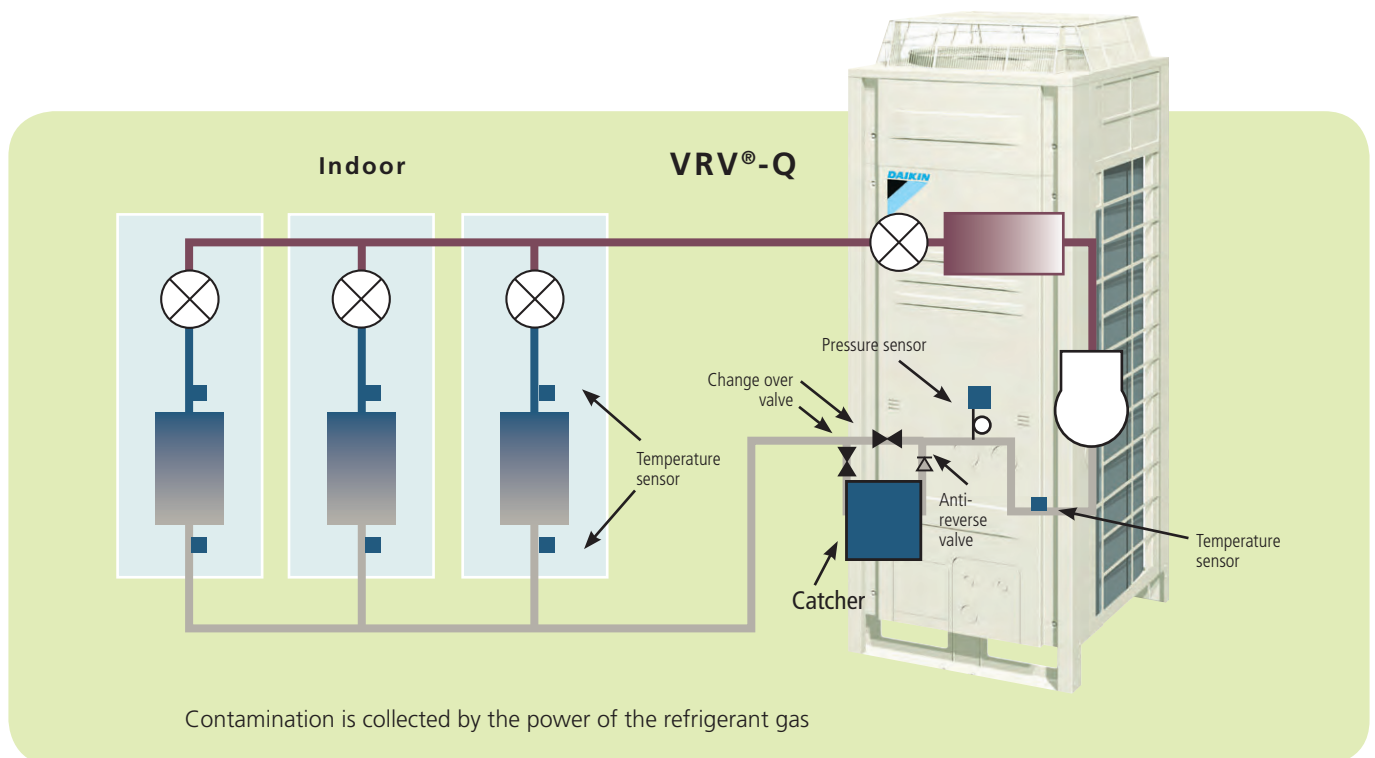 Indoor
VRV®-Q
DAIKIN
Pressure sensor
Change over
valve
Temperature
sensor
Anti-
reverse
valve
Temperature
sensor
Catcher
Contamination is collected by the power of the refrigerant gas